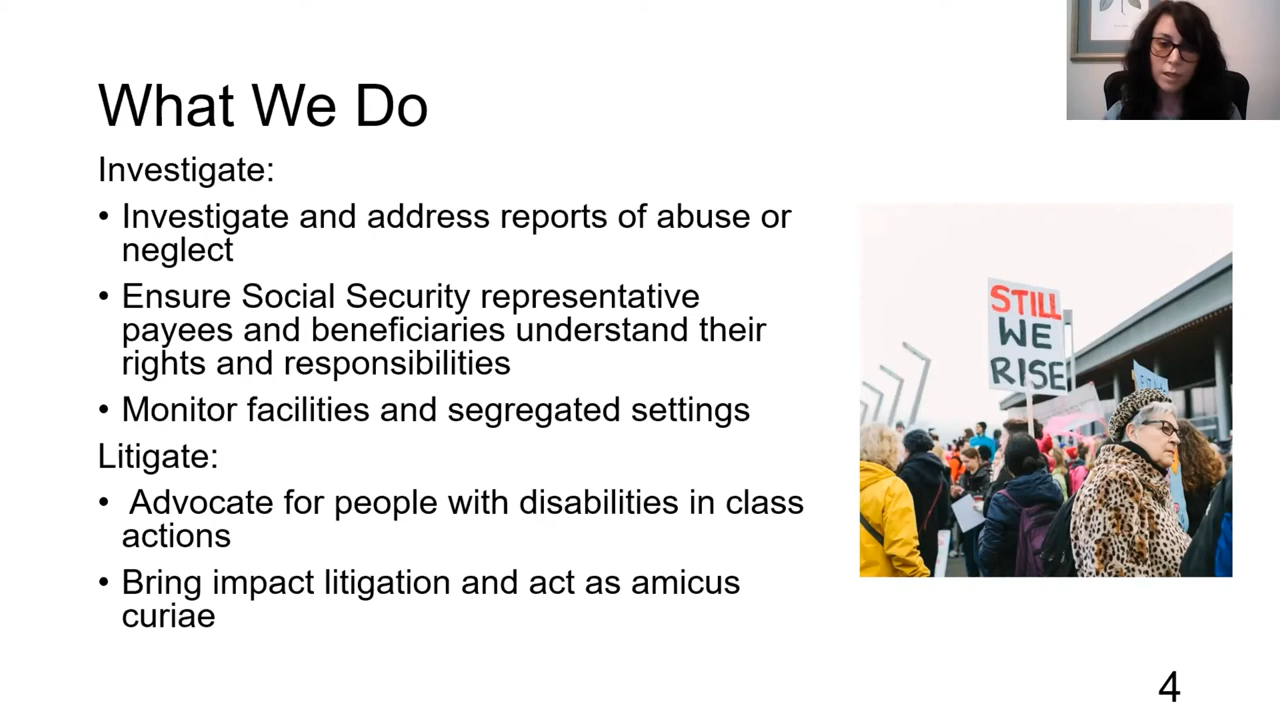 What We Do
Investigate:
• Investigate and address reports of abuse or
neglect
• Ensure Social Security representative
payees and beneficiaries understand their
rights and responsibilities
• Monitor facilities and segregated settings
Litigate:
• Advocate for people with disabilities in class
actions
• Bring impact litigation and act as amicus
curiae
STILL
WE
RISE
4